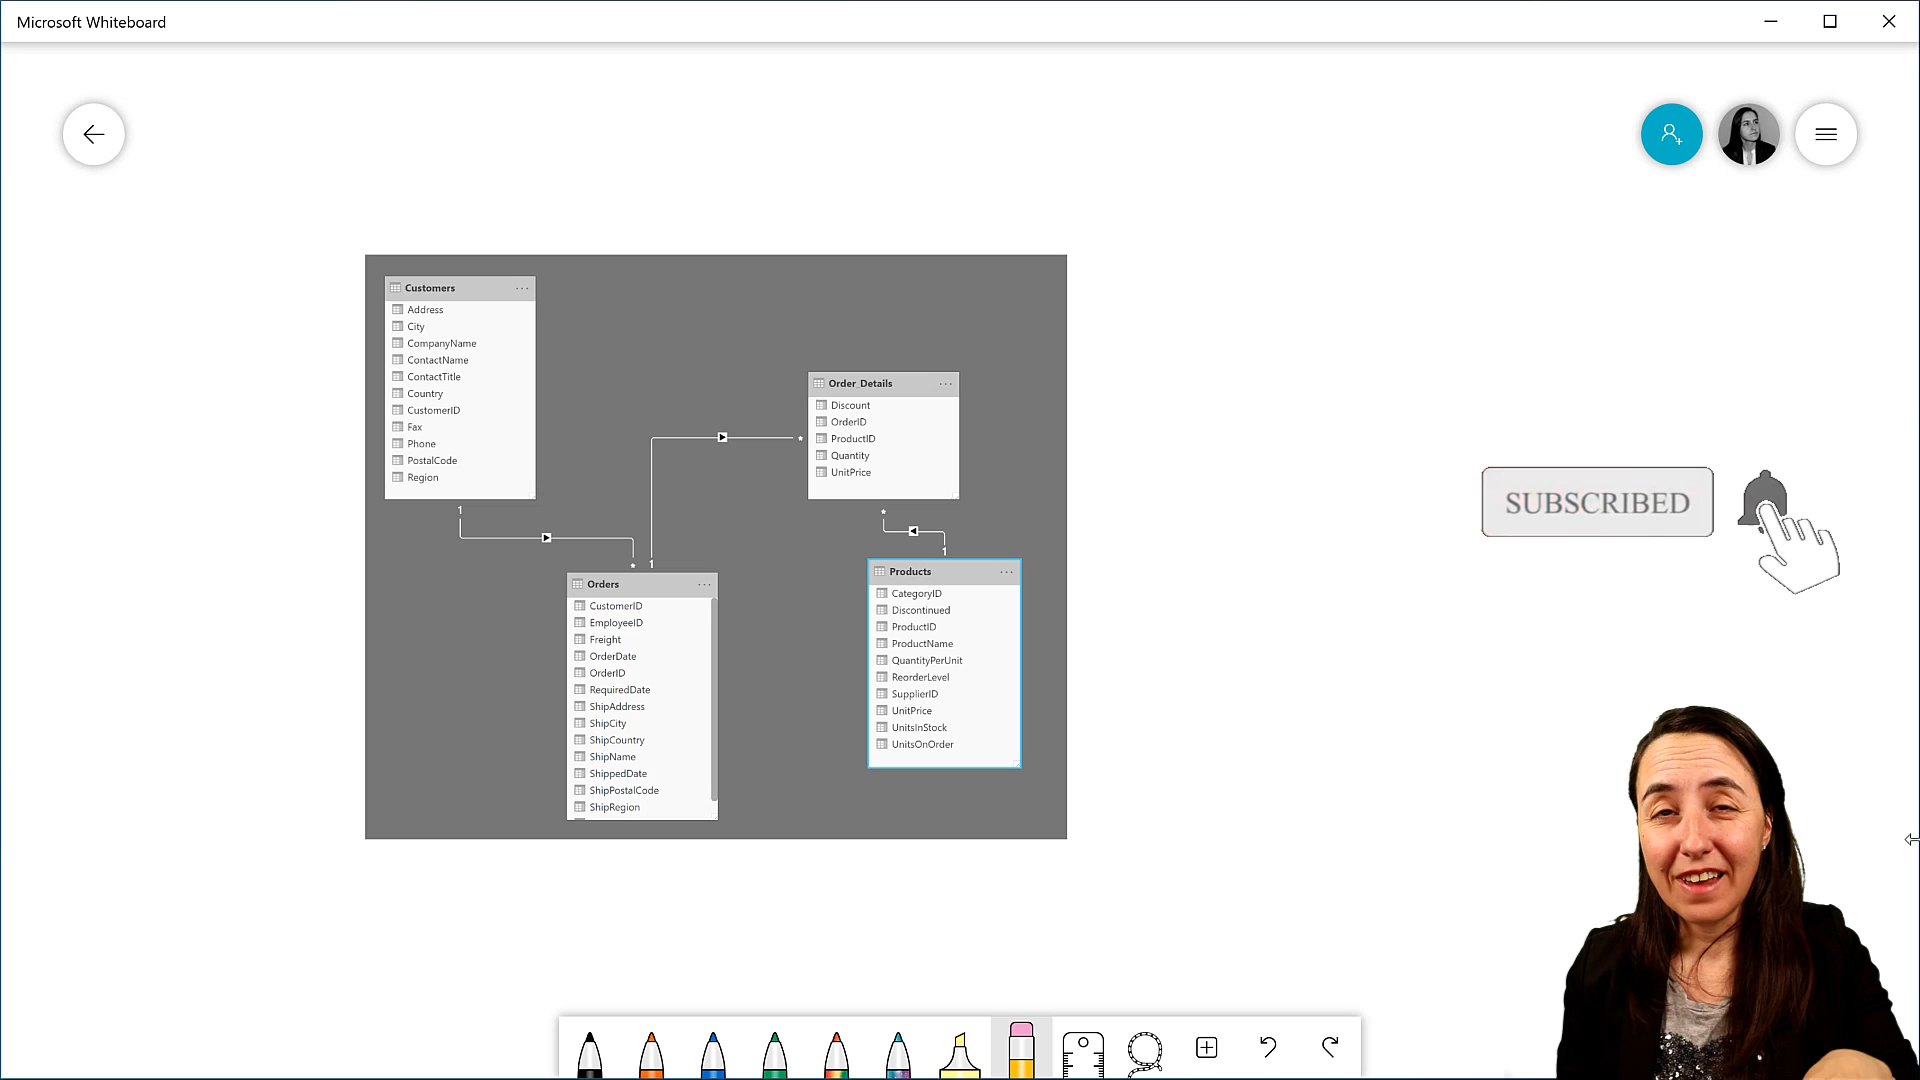 Microsoft Whiteboard
Customers
Address
City
CompanyName
ContactName
ContactTitle
Country
CustomerID
Fax
Phone
PostalCode
Region
1
*
1
*
Order_Details
Discount
OrderID
ProductID
Quantity
UnitPrice
*
1
Orders
CustomerID
EmployeeID
Freight
OrderDate
OrderID
RequiredDate
ShipAddress
ShipCity
ShipCountry
ShipName
ShippedDate
ShipPostalCode
ShipRegion
Products
CategoryID
Discontinued
ProductID
ProductName
QuantityPerUnit
ReorderLevel
SupplierID
UnitPrice
UnitsInStock
UnitsOnOrder
SUBSCRIBED